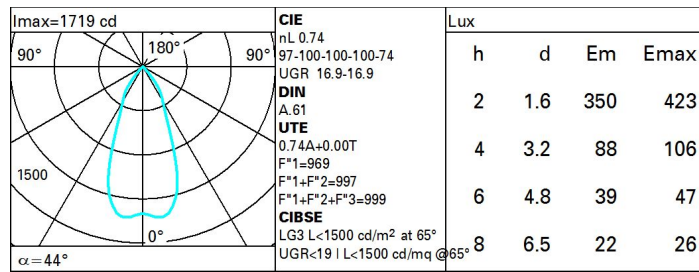 Imax=1719 cd
90° 180° 90°
1500
0°
α=44°
CIE
nL 0.74
97-100-100-100-74
UGR 16.9-16.9
DIN
A.61
UTE
0.74A+0.00T
F"1=969
F"1+F"2=997
F"1+F"2+F"3=999
CIBSE
LG3 L<1500 cd/m² at 65°
UGR<19 | L<1500 cd/mq @65°
Lux
h d Em Emax
2 1.6 350 423
4 3.2 88 106
6 4.8 39 47
8 6.5 22 26